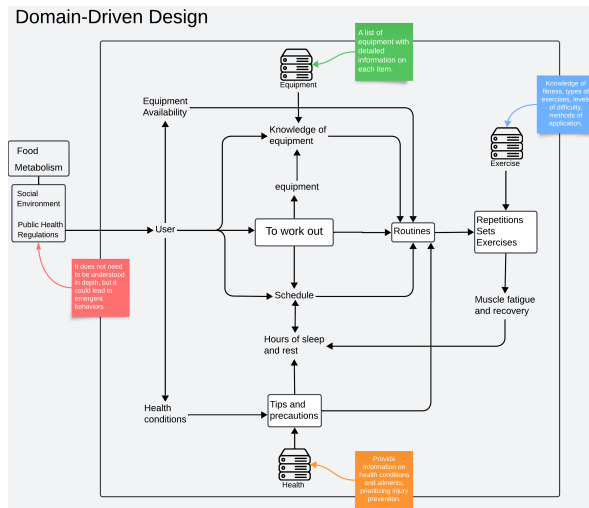 Domain-Driven Design
A list of
equipment with
detailed
information on
each item.
Equipment
Knowledge of
fitness, types of
exercises, levels
of difficulty,
methods of
application.
Equipment
Availability
Knowledge of
equipment
Exercise
Food
Metabolism
equipment
Social
Environment
Public Health
Regulations
User
To work out
Routines
Repetitions
Sets
Exercises
It does not need
to be understood
in depth, but it
could lead to
emergent
behaviors
Schedule
Muscle fatigue
and recovery
Hours of sleep
and rest
Health
conditions
Tips and
precautions
Health
Provide
information on
health conditions
and ailments,
prioritizing injury
prevention.